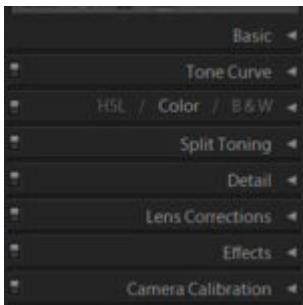 Basic
Tone Curve
HSL / Color / B & W
Split Toning
Detail
Lens Corrections
Effects
Camera Calibration